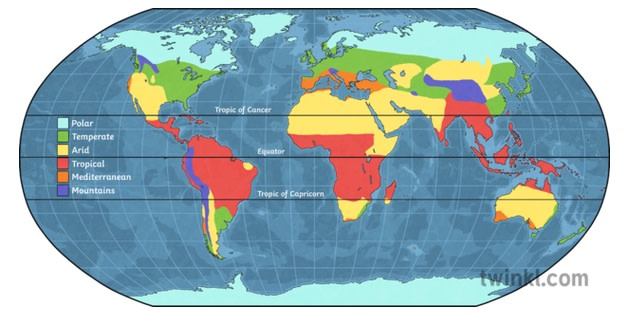 Tropic of Cancer
Polar
Temperate
Arid
Equator
Tropical
Mediterranean
Mountains
Tropic of Capricorn
twinkl.com